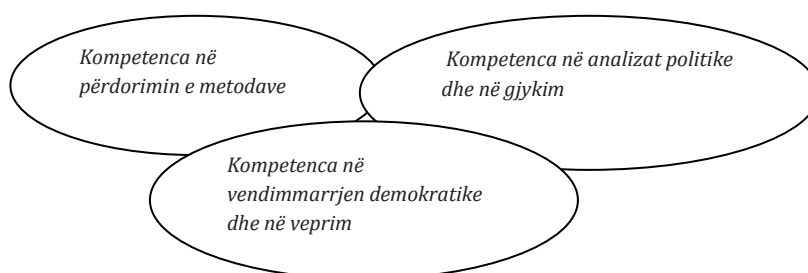 Kompetenca në
përdorimin e metodave
Kompetenca në analizat politike
dhe në gjykim
Kompetenca në
vendimmarrjen demokratike
dhe në veprim